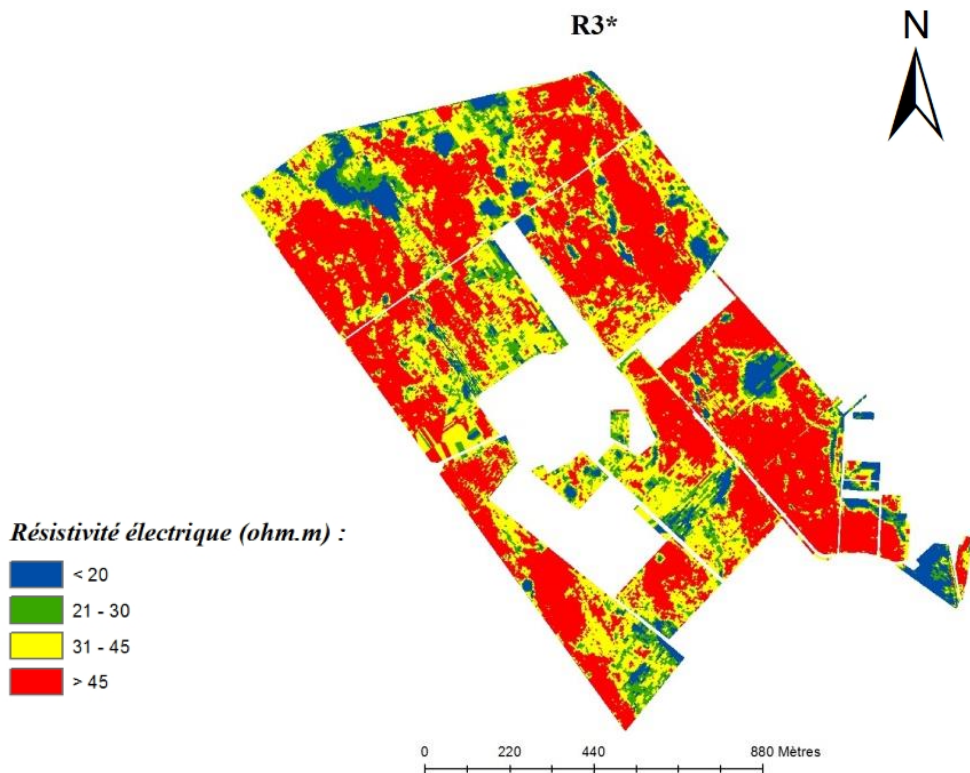 R3*
N
Résistivité électrique (ohm.m) :
< 20
21 - 30
31 - 45
> 45
0 220 440 880 Mètres